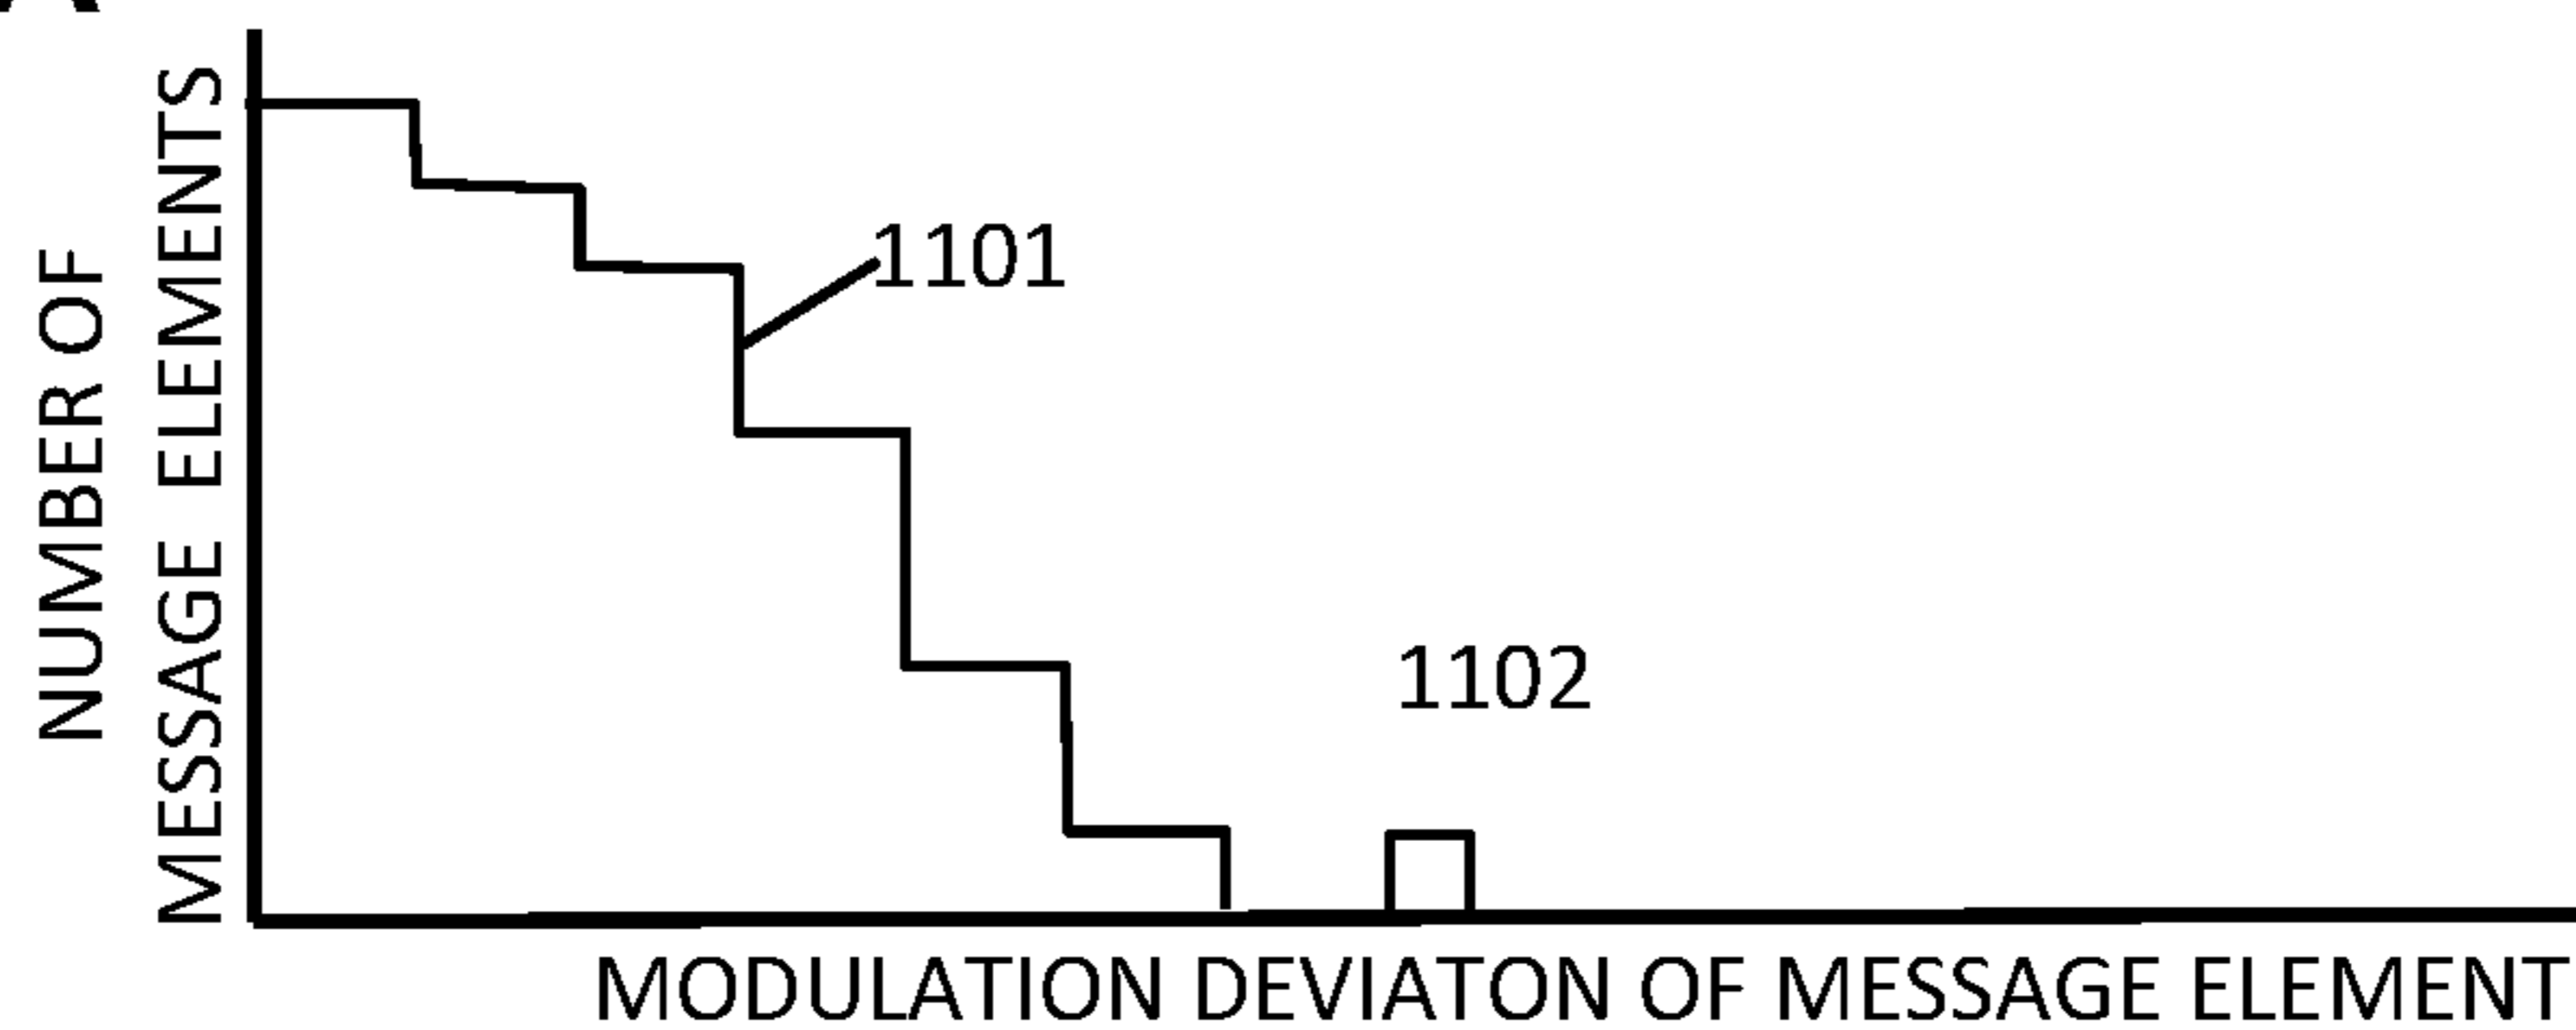 NUMBER OF
MESSAGE ELEMENTS
1101
1102
MODULATION DEVIATON OF MESSAGE ELEMENT